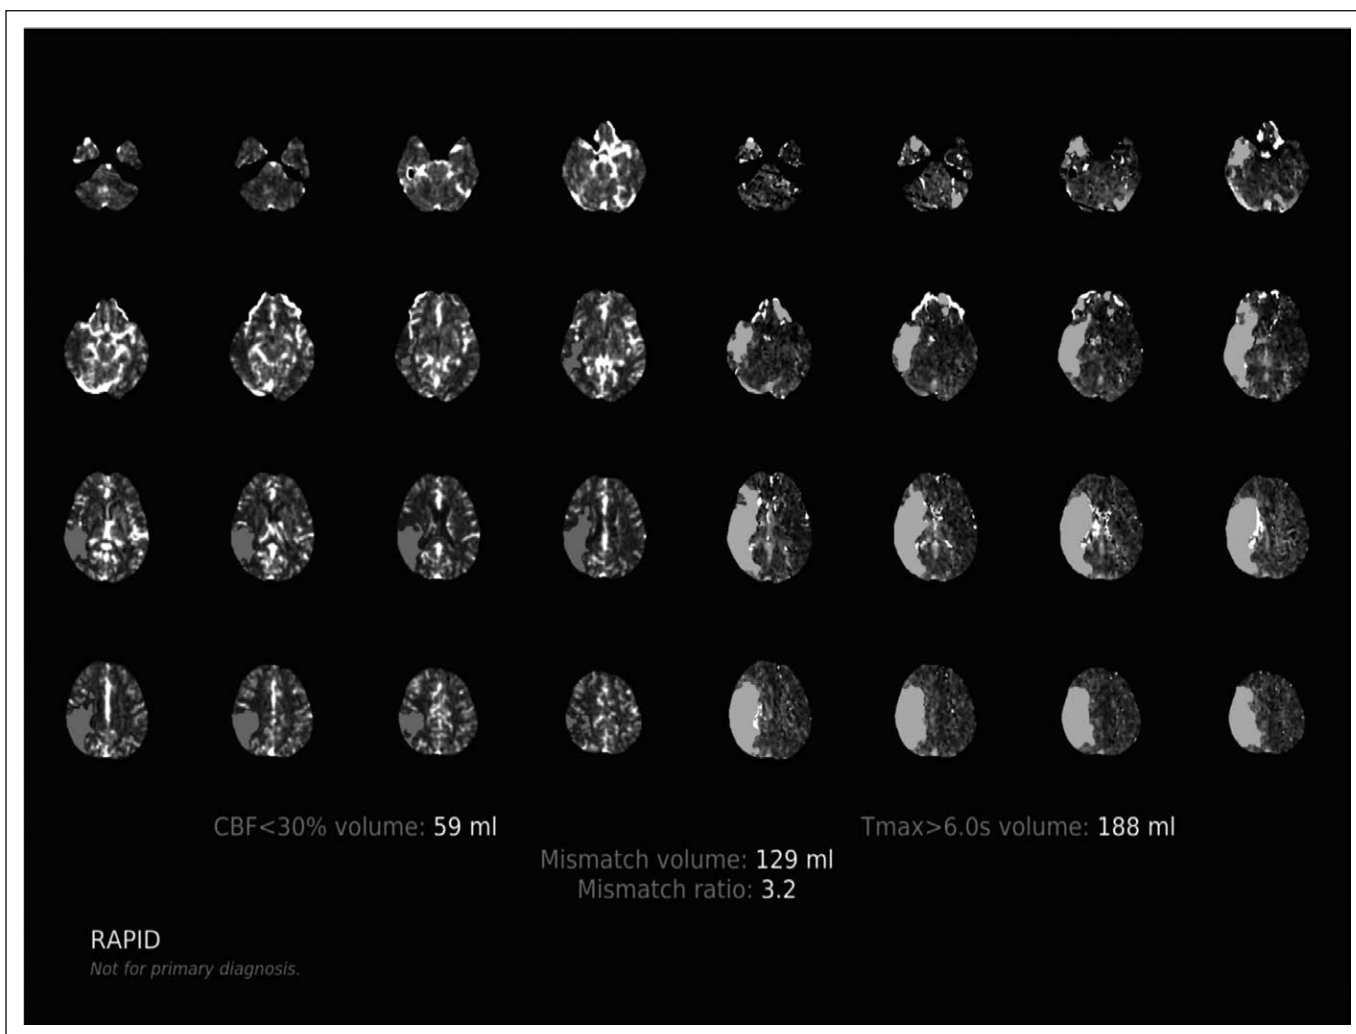 CBF<30% volume: 59 ml
Tmax>6.0s volume: 188 ml
Mismatch volume: 129 ml
Mismatch ratio: 3.2
RAPID
Not for primary diagnosis.